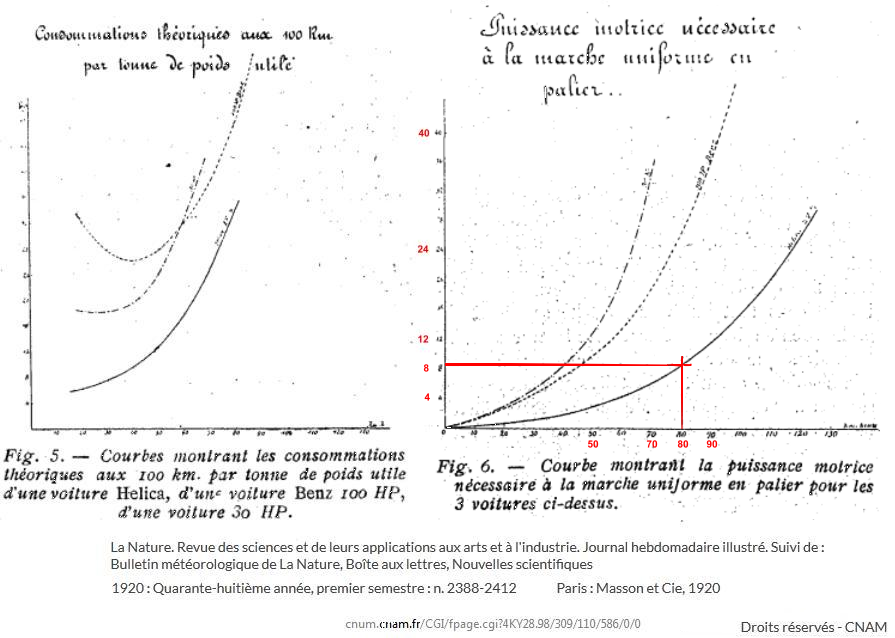 Consommations théoriques aux 100 Km
par tonne de poids utile
Puissance motrice nécessaire
à la marche uniforme en
palier..
40
24
12
8
4
50 70 80 90
Fig. 5. — Courbes montrant les consommations
théoriques aux 100 km. par tonne de poids utile
d'une voiture Helica, d'une voiture Benz 100 HP,
d'une voiture 30 HP.
Fig. 6. — Courbe montrant la puissance motrice
nécessaire à la marche uniforme en palier pour les
3 voitures ci-dessus.
La Nature. Revue des sciences et de leurs applications aux arts et à l'industrie. Journal hebdomadaire illustré. Suivi de :
Bulletin météorologique de La Nature, Boîte aux lettres, Nouvelles scientifiques
1920 : Quarante-huitième année, premier semestre : n. 2388-2412 Paris : Masson et Cie, 1920
cnum.cnam.fr/CGI/fpage.cgi?4KY28.98/309/110/586/0/0
Droits réservés - CNAM